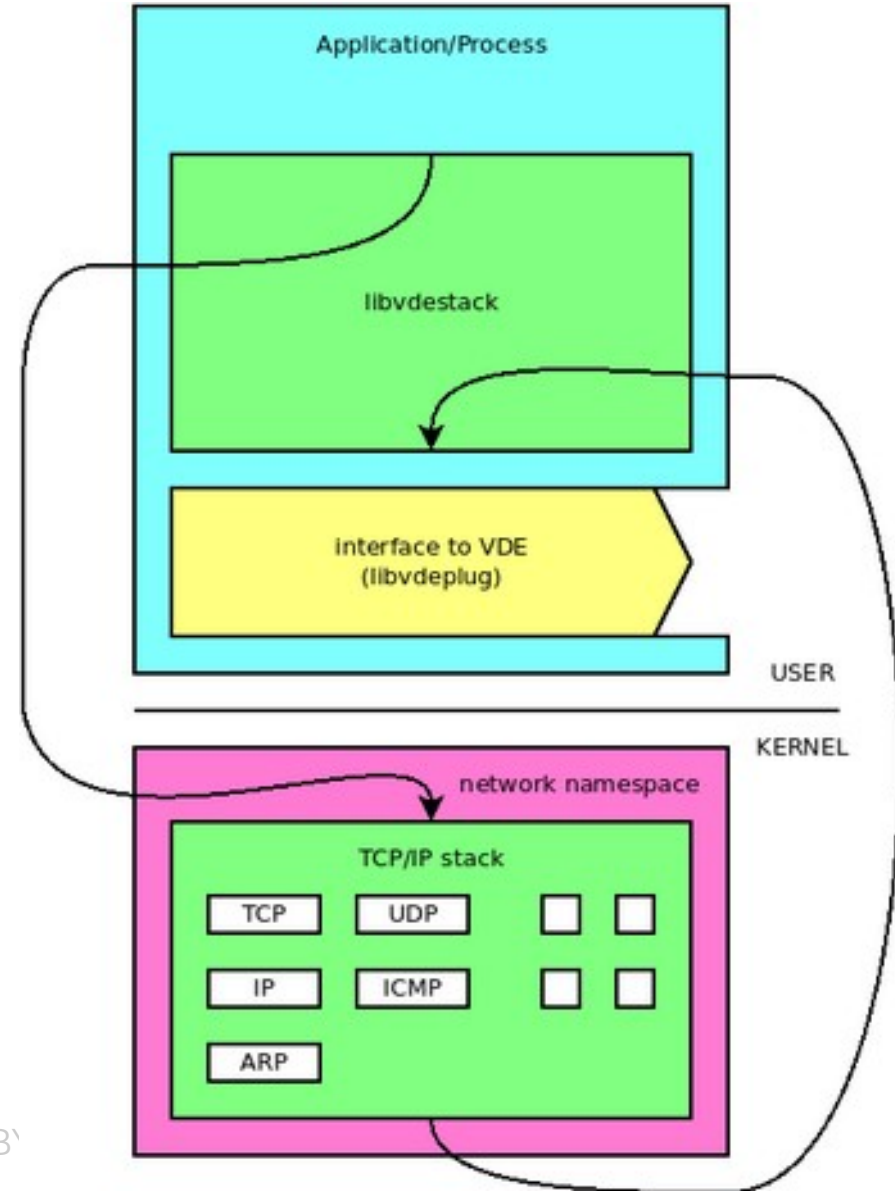 Application/Process
libvdestack
interface to VDE
(libvdeplug)
USER
KERNEL
network namespace
TCP/IP stack
TCP UDP
IP ICMP
ARP